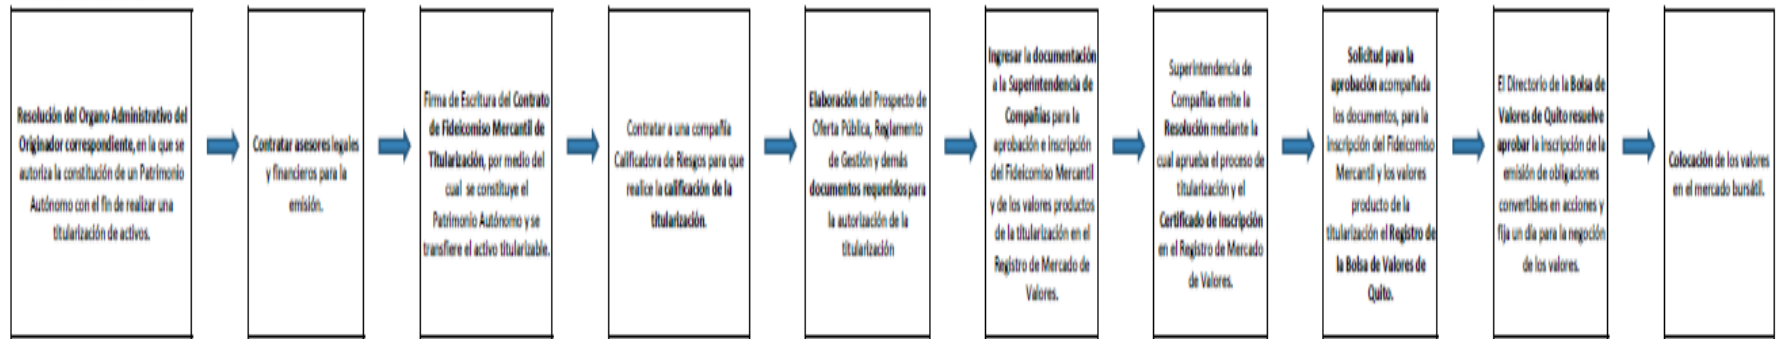 Resolución del Organo Administrativo del
Originador correspondiente, en la que se
autoriza la constitución de un Patrimonio
Autónomo con el fin de realizar una
titularización de activos.
Contratar asesores legales
y financieros para la
emisión.
Firma de Escritura del Contrato
de Fideicomiso Mercantil de
Titularización, por medio del
cual se constituye el
Patrimonio Autónomo y se
transfiere el activo titularizable.
Contratar a una compañía
Calificadora de Riesgos para que
realice la calificación de la
titularización.
Elaboración del Prospecto de
Oferta Pública, Reglamento
de Gestión y demás
documentos requeridos para
la autorización de la
titularización
Ingresar la documentación
a la Superintendencia de
Compañías para la
aprobación e inscripción
del Fideicomiso Mercantil
y de los valores productos
de la titularización en el
Registro de Mercado de
Valores.
Superintendencia de
Compañías emite la
Resolución mediante la
cual aprueba el proceso de
titularización y el
Certificado de Inscripción
en el Registro de Mercado
de Valores.
Solicitud para la
aprobación acompañada
los documentos, para la
inscripción del Fideicomiso
Mercantil y los valores
producto de la
titularización el Registro de
la Bolsa de Valores de
Quito.
El Directorio de la Bolsa de
Valores de Quito resuelve
aprobar la inscripción de la
emisión de obligaciones
convertibles en acciones y
fija un día para la negoción
de los valores.
Colocación de los valores
en el mercado bursátil.